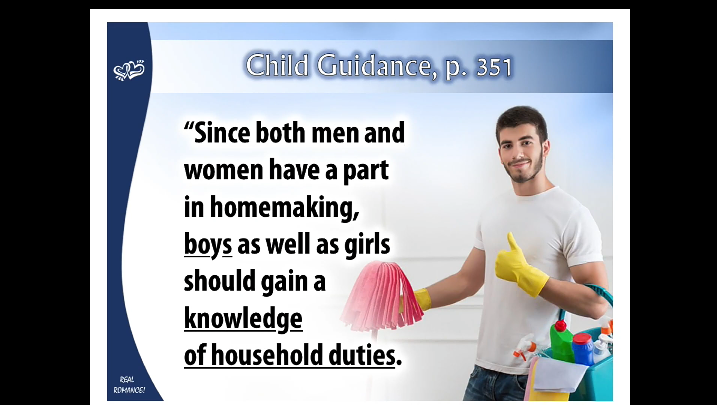 Child Guidance, p. 351
“Since both men and
women have a part
in homemaking,
boys as well as girls
should gain a
knowledge
of household duties.
REAL
ROMANCE!